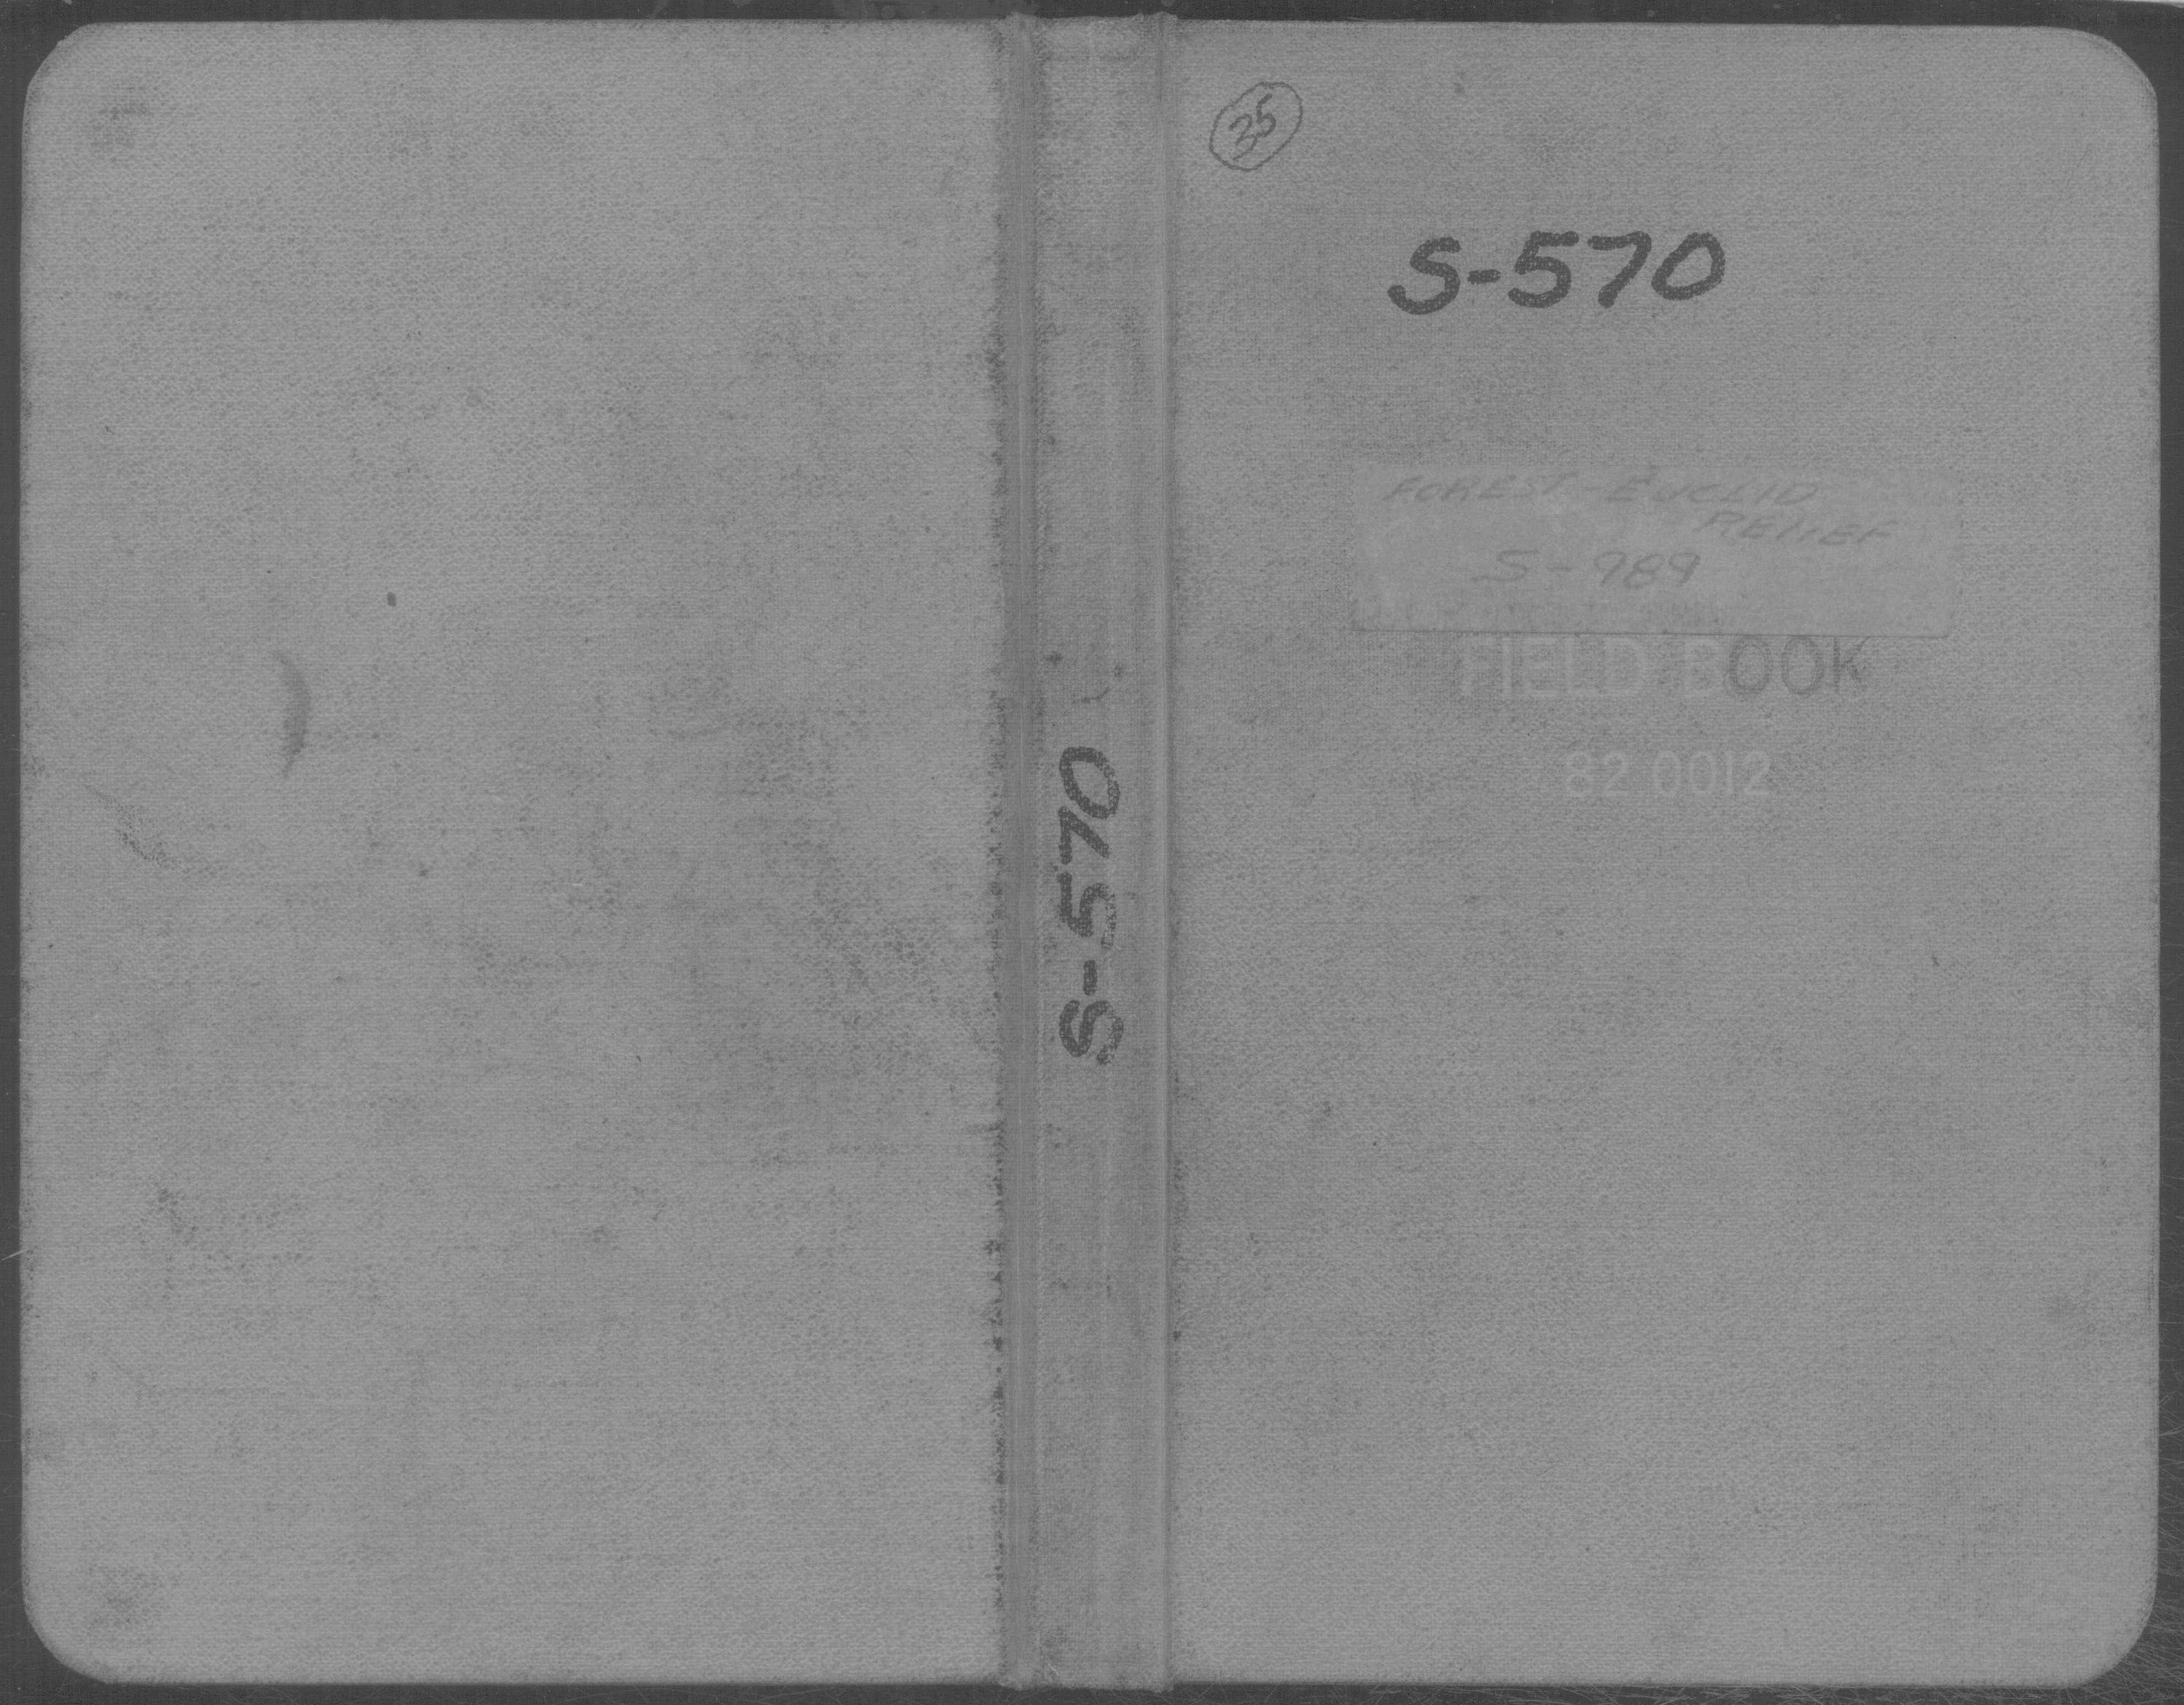 35
S-570
FOREST-EUCLID
RELIEF
S-989
FIELD BOOK
82 0012
S-570